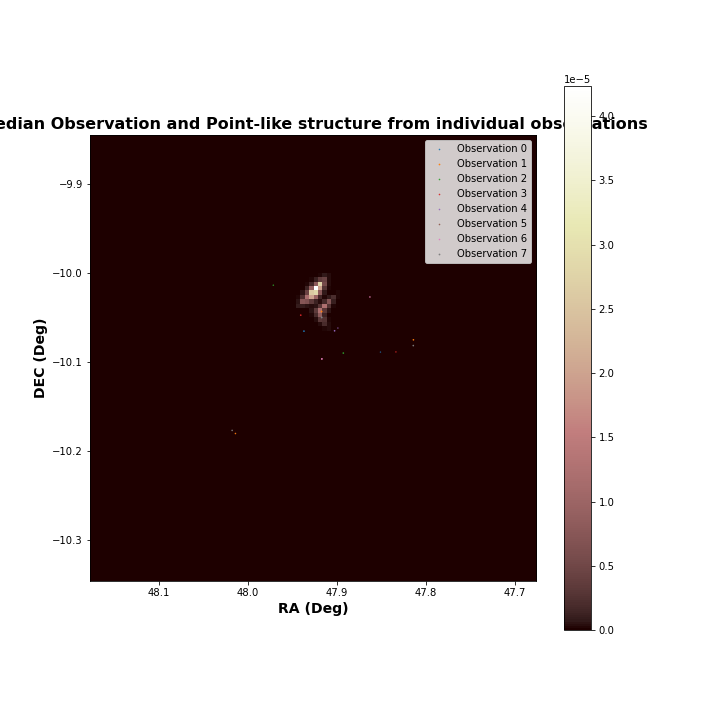 1e−5
Observation and Point-like structure from individual
Observation 0
Observation 1
Observation 2
Observation 3
Observation 4
Observation 5
Observation 6
Observation 7
−9.9
−10.0
−10.1
−10.2
−10.3
DEC (Deg)
48.1 48.0 47.9 47.8 47.7
RA (Deg)
4.0
3.5
3.0
2.5
2.0
1.5
1.0
0.5
0.0